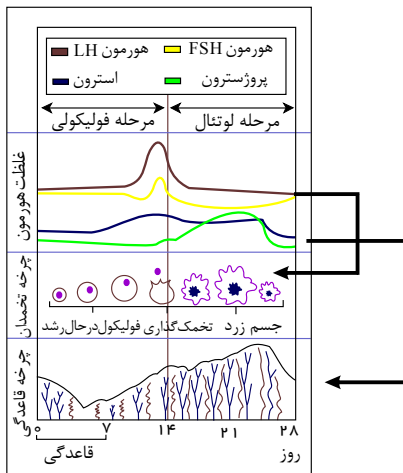 هورمون LH هورمون FSH
استرون پروژسترون
مرحله فولیکولی مرحله لوتئال
غلظت هورمون
چرخه تخمدان
جسم زرد تخمک‌گذاری فولیکول‌درحال‌رشد
چرخه قاعدگی
۰ ۷ ۱۴ ۲۱ ۲۸
قاعدگی روز